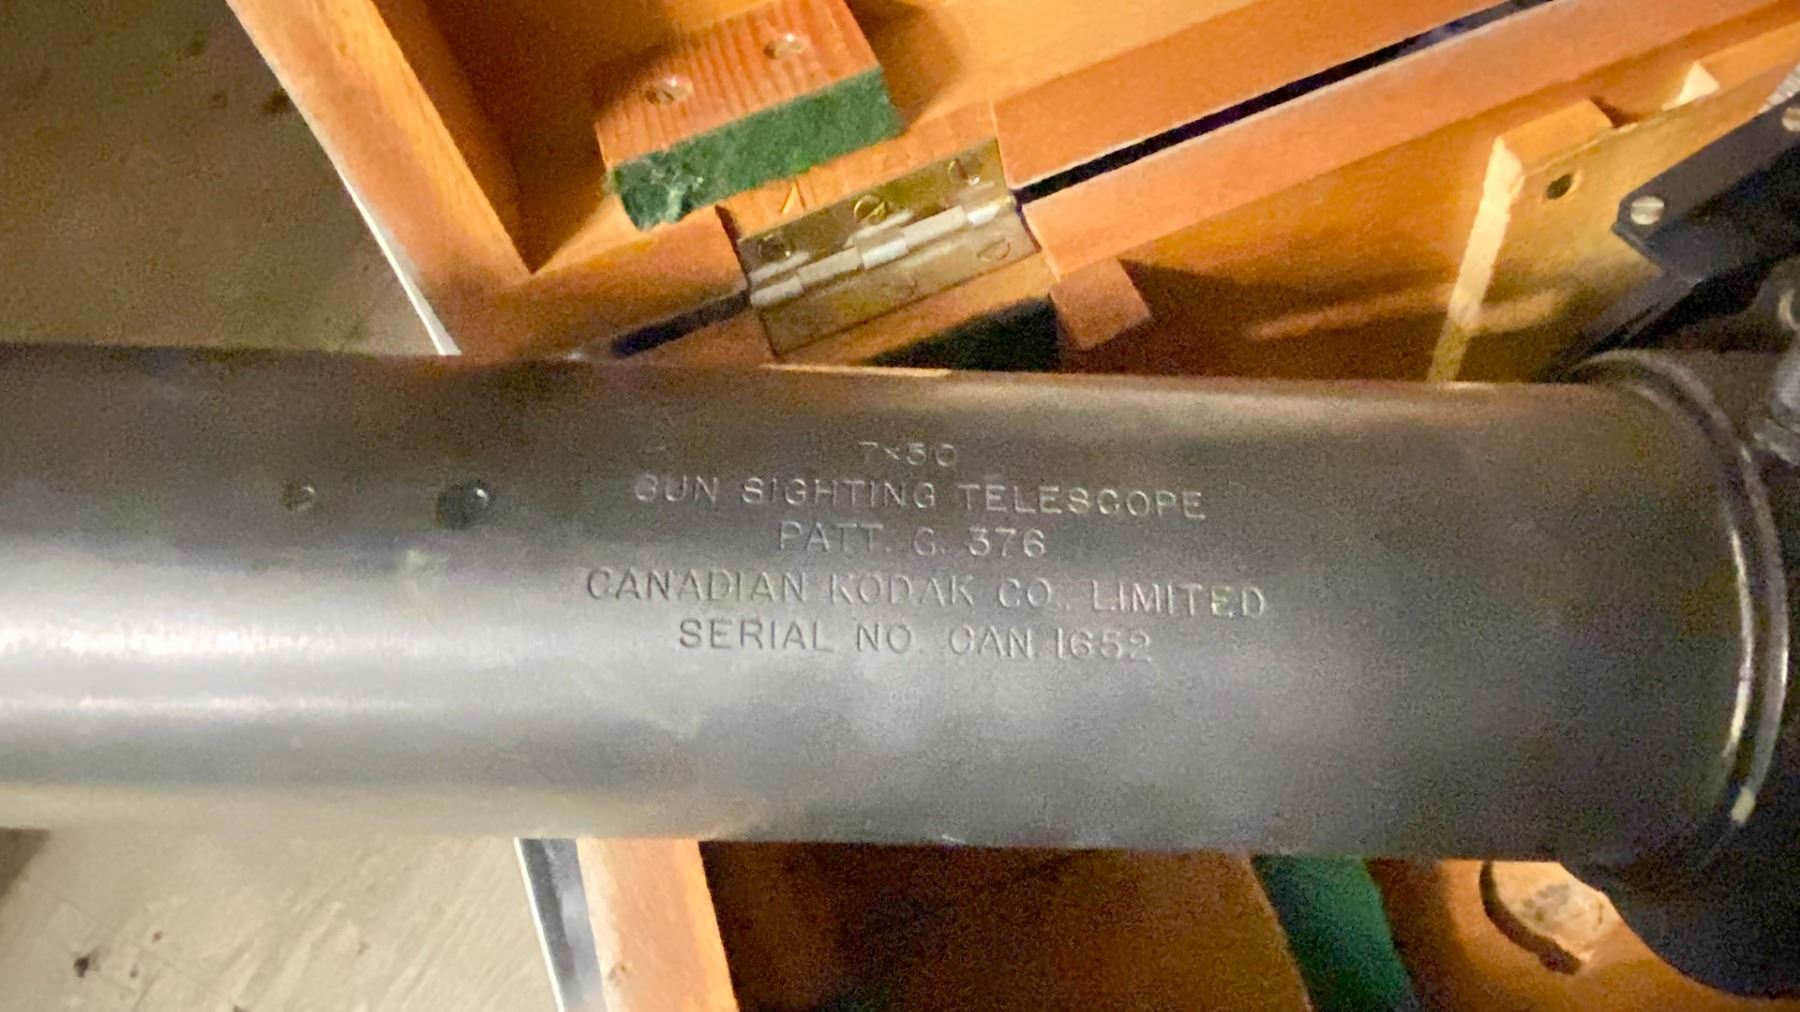 7×50
GUN SIGHTING TELESCOPE
PATT. G. 376
CANADIAN KODAK CO. LIMITED
SERIAL NO. CAN. 1652